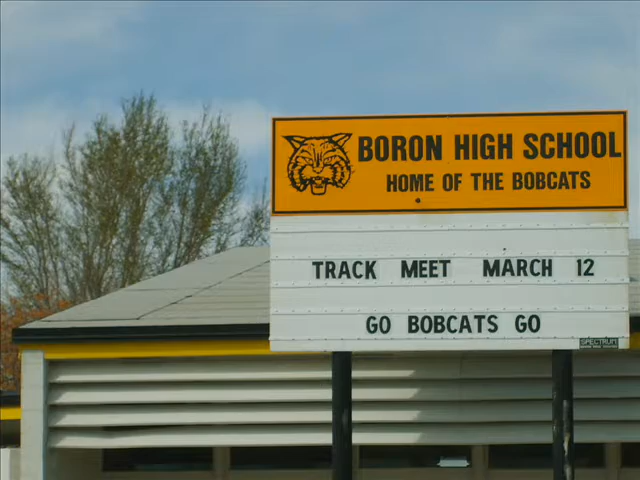 BORON HIGH SCHOOL
HOME OF THE BOBCATS
TRACK MEET MARCH 12
GO BOBCATS GO
SPECTRUM